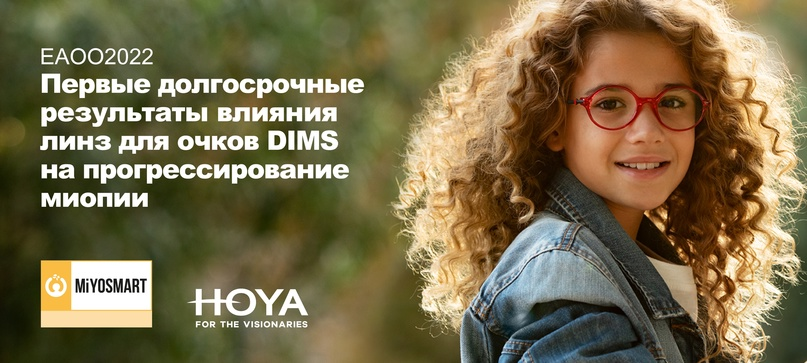 EAOO2022
Первые долгосрочные
результаты влияния
линз для очков DIMS
на прогрессирование
миопии
MiYOSMART
HOYA
FOR THE VISIONARIES